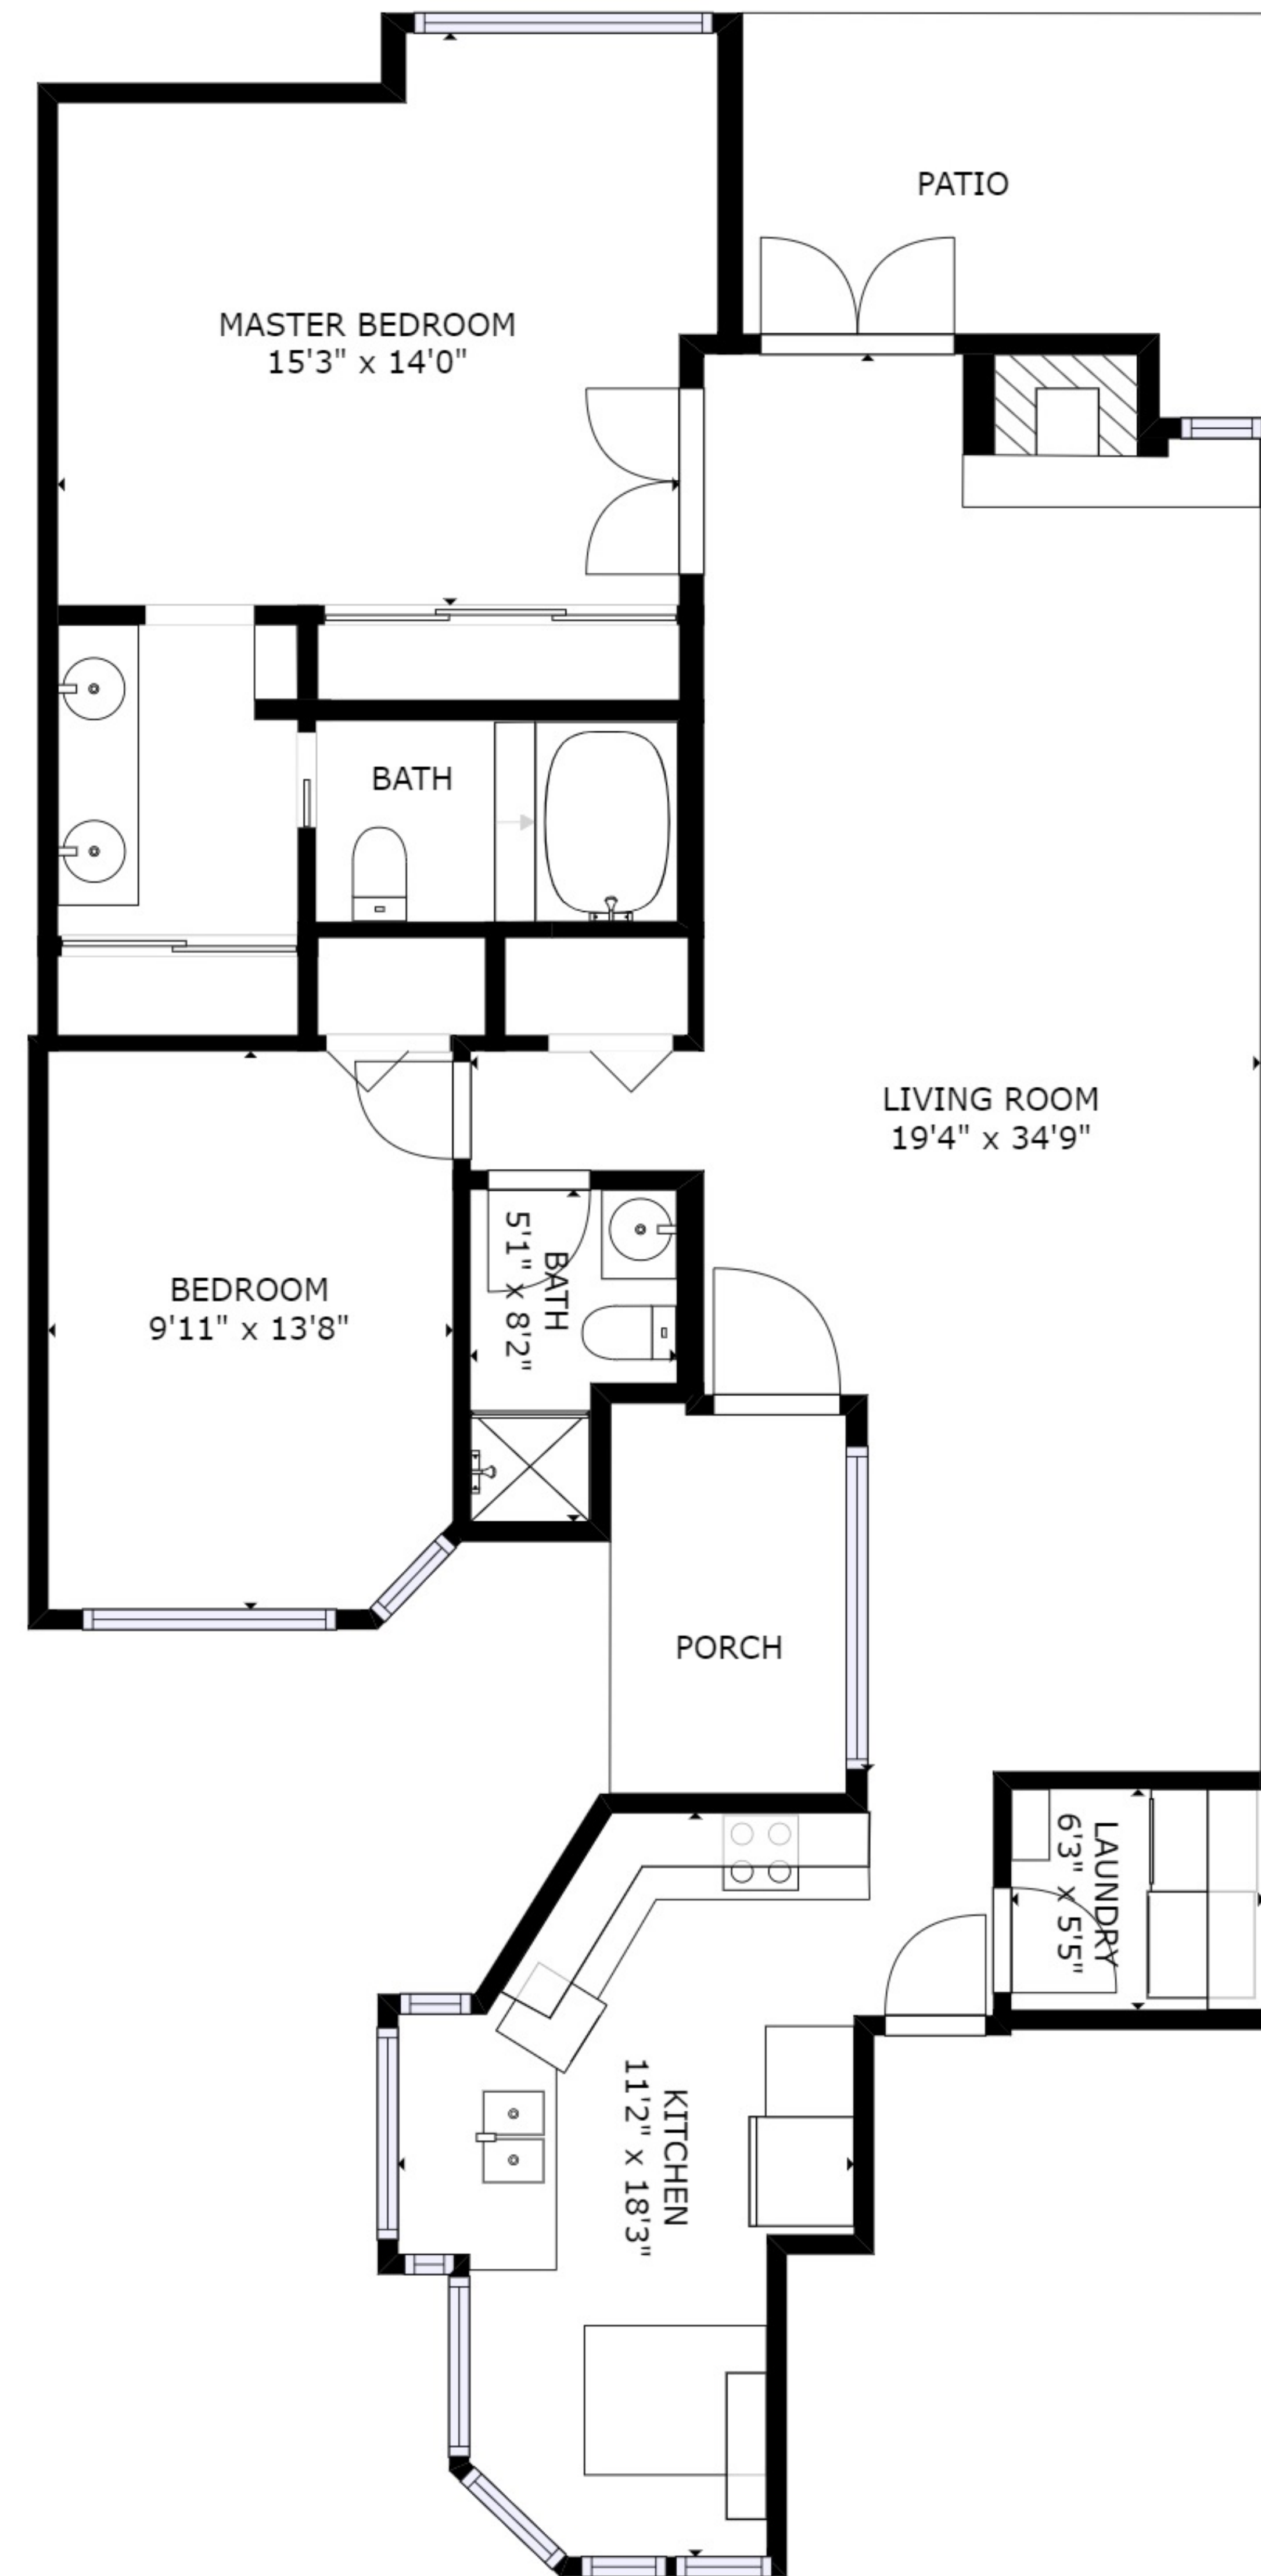 PATIO
MASTER BEDROOM
15'3" x 14'0"
BATH
LIVING ROOM
19'4" x 34'9"
BATH
5'1" x 8'2"
BEDROOM
9'11" x 13'8"
PORCH
LAUNDRY
6'3" x 5'5"
KITCHEN
11'2" x 18'3"